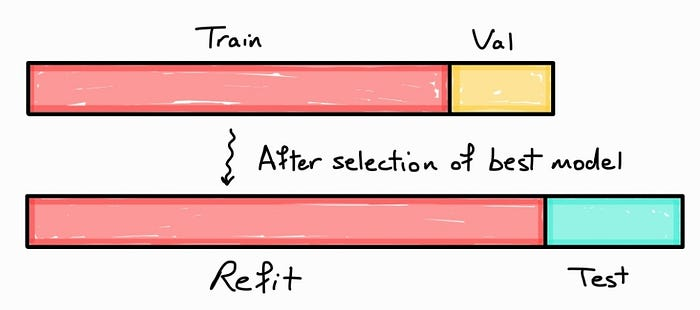 Train Val
After selection of best model
Refit Test